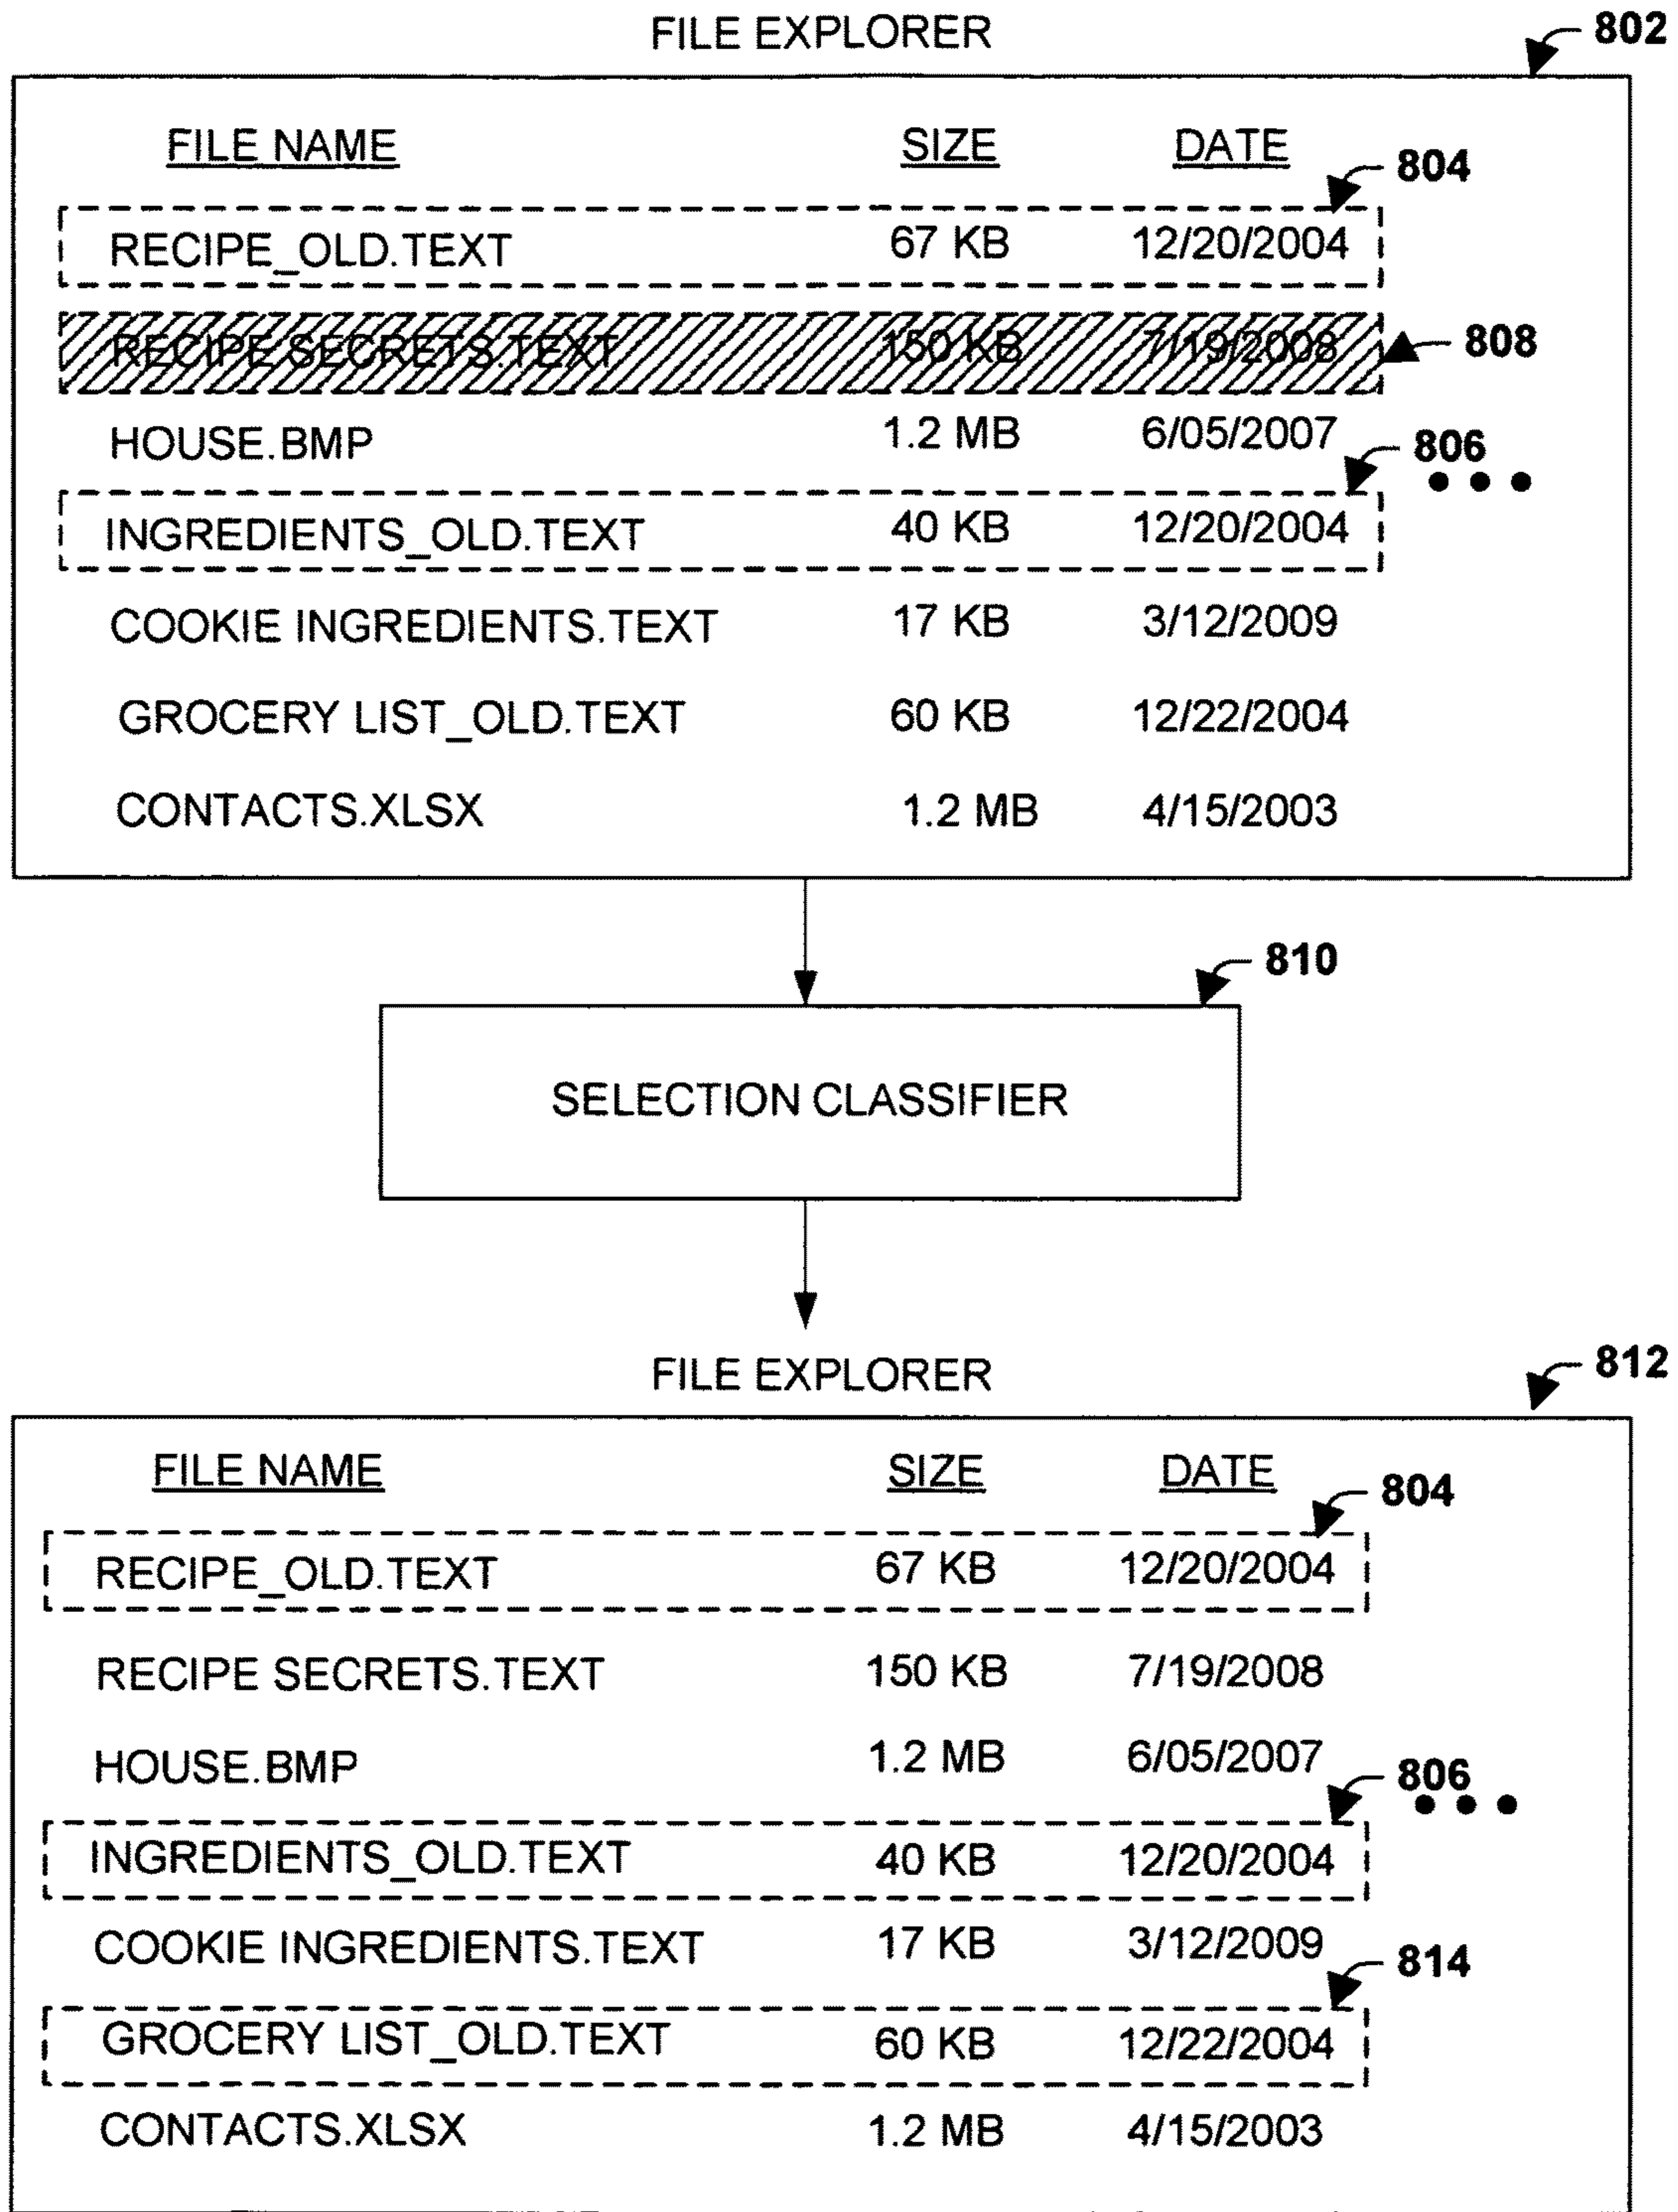 FILE EXPLORER
802
FILE NAME SIZE DATE
804
RECIPE_OLD.TEXT 67 KB 12/20/2004
RECIPE SECRETS.TEXT 150 KB 7/19/2008
808
HOUSE.BMP 1.2 MB 6/05/2007
806
INGREDIENTS_OLD.TEXT 40 KB 12/20/2004
COOKIE INGREDIENTS.TEXT 17 KB 3/12/2009
GROCERY LIST_OLD.TEXT 60 KB 12/22/2004
CONTACTS.XLSX 1.2 MB 4/15/2003
810
SELECTION CLASSIFIER
FILE EXPLORER
812
FILE NAME SIZE DATE
804
RECIPE_OLD.TEXT 67 KB 12/20/2004
RECIPE SECRETS.TEXT 150 KB 7/19/2008
HOUSE.BMP 1.2 MB 6/05/2007
806
INGREDIENTS_OLD.TEXT 40 KB 12/20/2004
COOKIE INGREDIENTS.TEXT 17 KB 3/12/2009
814
GROCERY LIST_OLD.TEXT 60 KB 12/22/2004
CONTACTS.XLSX 1.2 MB 4/15/2003